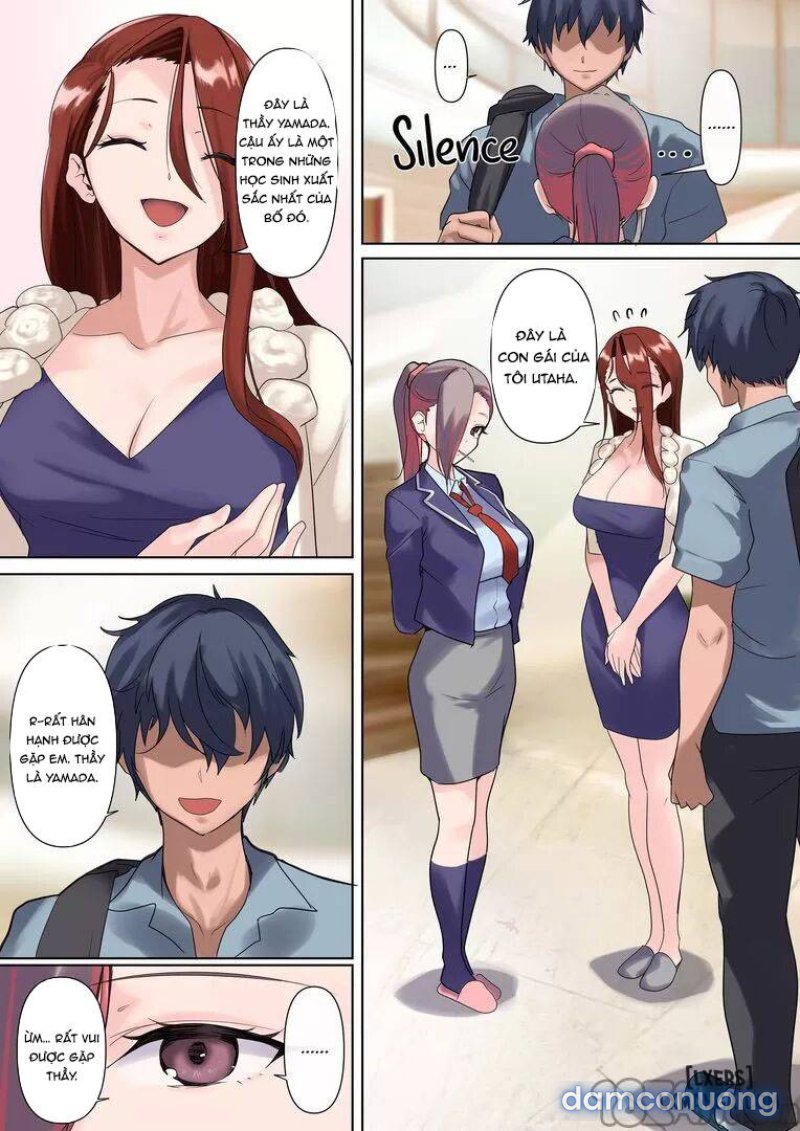 ĐÂY LÀ
THẦY YAMADA.
CẬU ẤY LÀ MỘT
TRONG NHỮNG
HỌC SINH XUẤT
SẮC NHẤT CỦA
BỐ ĐÓ.
...
......
Silence
...
ĐÂY LÀ
CON GÁI CỦA
TÔI UTAHA.
R-RẤT HÂN
HẠNH ĐƯỢC
GẶP EM. THẦY
LÀ YAMADA.
ỪM... RẤT VUI
ĐƯỢC GẶP
THẦY.
......
[LXERS]
damconuong